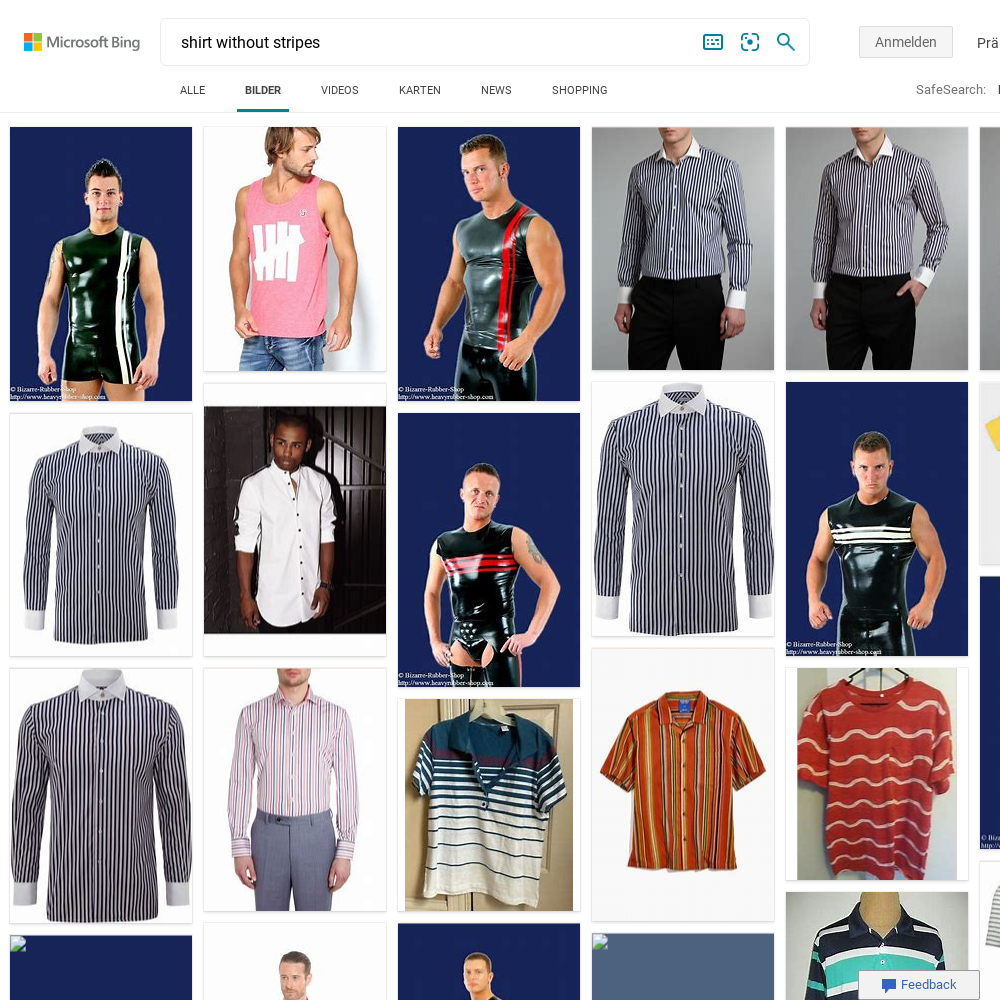 Microsoft Bing
shirt without stripes
Anmelden
Prä
ALLE
BILDER
VIDEOS
KARTEN
NEWS
SHOPPING
SafeSearch:
© Bizarre-Rubber-Shop
http://www.heavyrubber-shop.com
© Bizarre-Rubber-Shop
http://www.heavyrubber-shop.com
© Bizarre-Rubber-Shop
http://www.heavyrubber-shop.com
© Bizarre-Rubber-Shop
http://www.heavyrubber-shop.com
© Biza
http://
Feedback